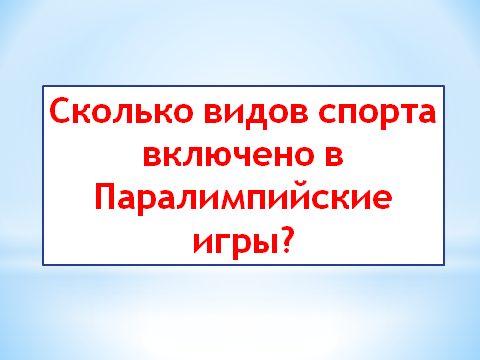 Сколько видов спорта
включено в
Паралимпийские
игры?